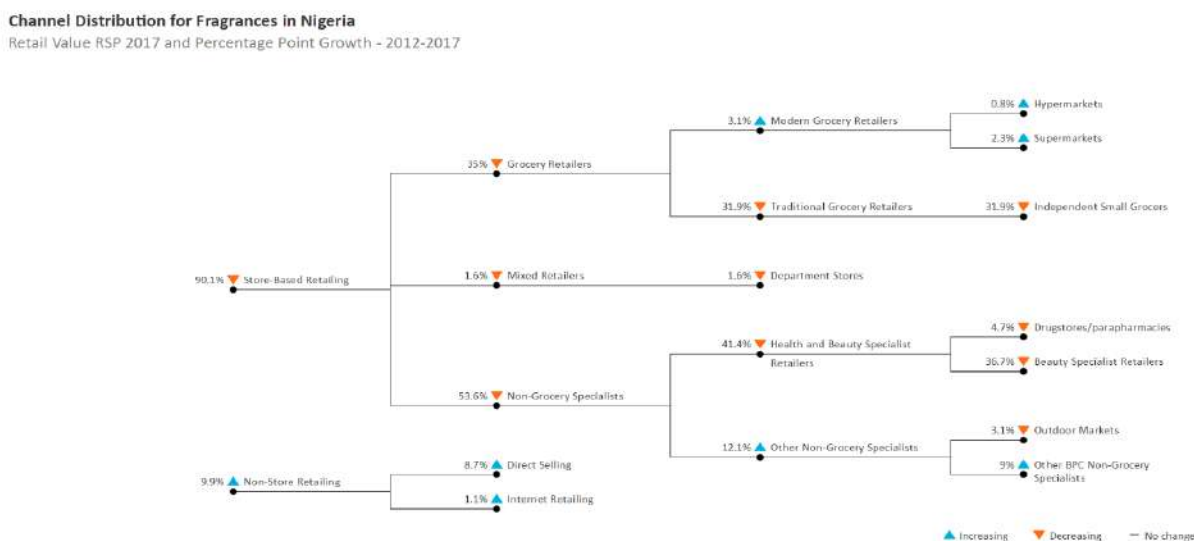 Channel Distribution for Fragrances in Nigeria
Retail Value RSP 2017 and Percentage Point Growth - 2012-2017
0.8% Hypermarkets
3.1% Modern Grocery Retailers
2.3% Supermarkets
35% Grocery Retailers
31.9% Traditional Grocery Retailers
31.9% Independent Small Grocers
90.1% Store-Based Retailing
1.6% Mixed Retailers
1.6% Department Stores
4.7% Drugstores/parapharmacies
41.4% Health and Beauty Specialist
Retailers
36.7% Beauty Specialist Retailers
53.6% Non-Grocery Specialists
3.1% Outdoor Markets
12.1% Other Non-Grocery Specialists
9% Other BPC Non-Grocery
Specialists
8.7% Direct Selling
9.9% Non-Store Retailing
1.1% Internet Retailing
Increasing Decreasing No change